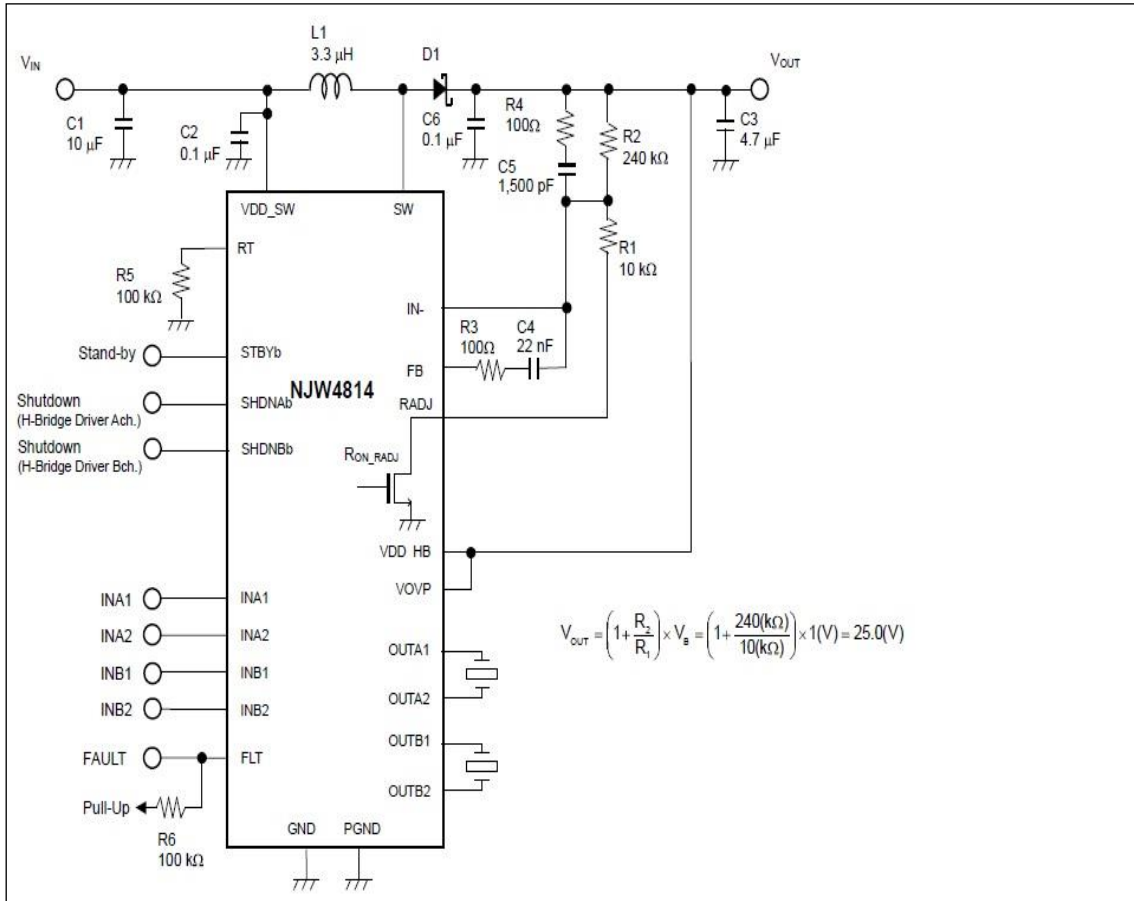 L1
3.3 μH
D1
VIN
VOUT
C1
10 μF
C2
0.1 μF
C6
0.1 μF
R4
100Ω
C5
1,500 pF
R2
240 kΩ
C3
4.7 μF
R1
10 kΩ
VDD_SW
SW
RT
R5
100 kΩ
IN-
R3
100Ω
C4
22 nF
Stand-by
STBYb
FB
NJW4814
Shutdown
(H-Bridge Driver Ach.)
SHDNAb
RADJ
Shutdown
(H-Bridge Driver Bch.)
SHDNBb
RON_RADJ
VDD HB
VOVP
INA1
INA1
INA2
INA2
INB1
INB1
INB2
INB2
OUTA1
OUTA2
OUTB1
OUTB2
VOUT = (1 + R2/R1) × VB = (1 + 240(kΩ)/10(kΩ)) × 1(V) = 25.0(V)
FAULT
FLT
Pull-Up
R6
100 kΩ
GND
PGND